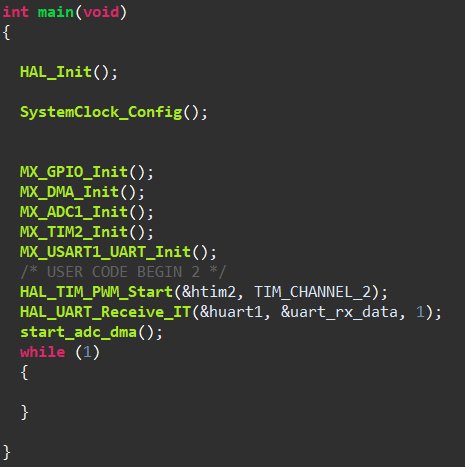 int main(void)
{
HAL_Init();
SystemClock_Config();
MX_GPIO_Init();
MX_DMA_Init();
MX_ADC1_Init();
MX_TIM2_Init();
MX_USART1_UART_Init();
/* USER CODE BEGIN 2 */
HAL_TIM_PWM_Start(&htim2, TIM_CHANNEL_2);
HAL_UART_Receive_IT(&huart1, &uart_rx_data, 1);
start_adc_dma();
while (1)
{
}
}